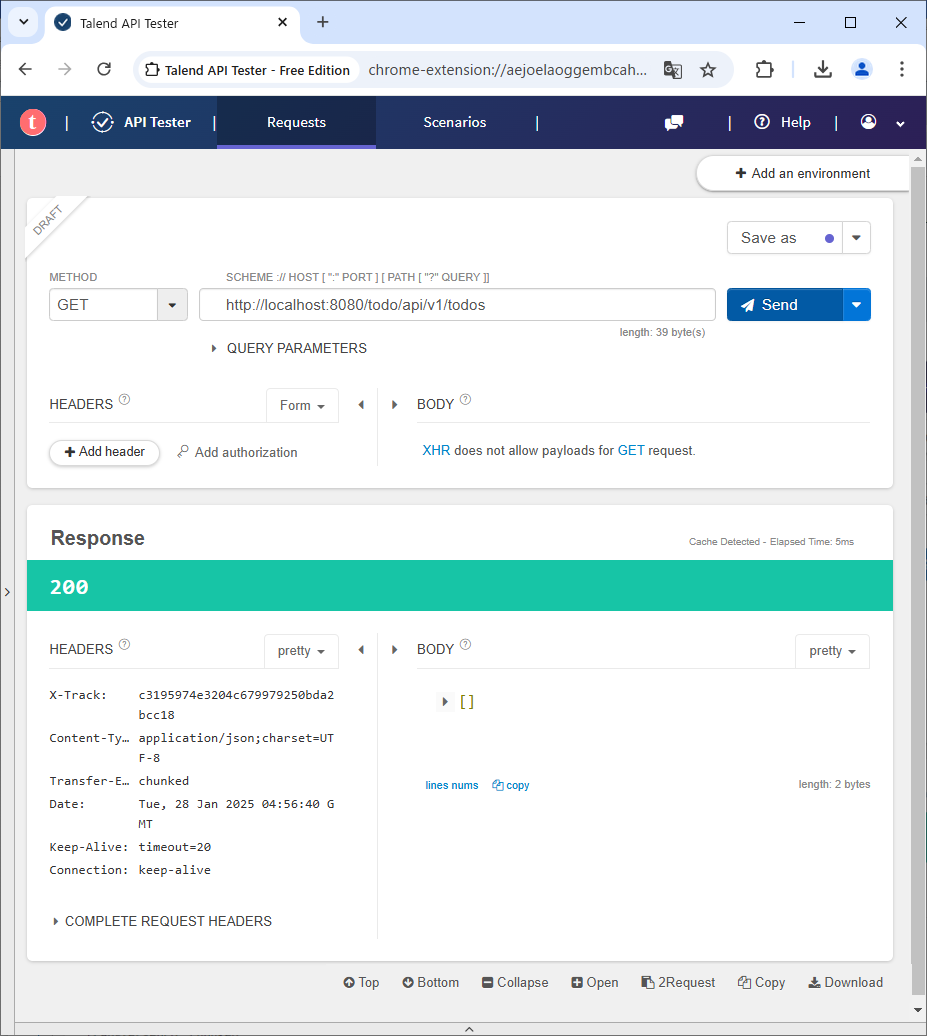 Talend API Tester
Talend API Tester - Free Edition chrome-extension://aejoelaoggembcah...
t | API Tester | Requests Scenarios | | Help |
+ Add an environment
DRAFT
Save as
METHOD SCHEME :// HOST [ ":" PORT ] [ PATH [ "?" QUERY ]]
GET http://localhost:8080/todo/api/v1/todos Send
length: 39 byte(s)
QUERY PARAMETERS
HEADERS ? Form BODY ?
+ Add header Add authorization XHR does not allow payloads for GET request.
Response
Cache Detected - Elapsed Time: 5ms
200
HEADERS ? pretty BODY ? pretty
X-Track: c3195974e3204c679979250bda2
bcc18
[]
Content-Ty… application/json;charset=UT
F-8
Transfer-E… chunked
lines nums copy length: 2 bytes
Date: Tue, 28 Jan 2025 04:56:40 G
MT
Keep-Alive: timeout=20
Connection: keep-alive
COMPLETE REQUEST HEADERS
Top Bottom Collapse Open 2Request Copy Download